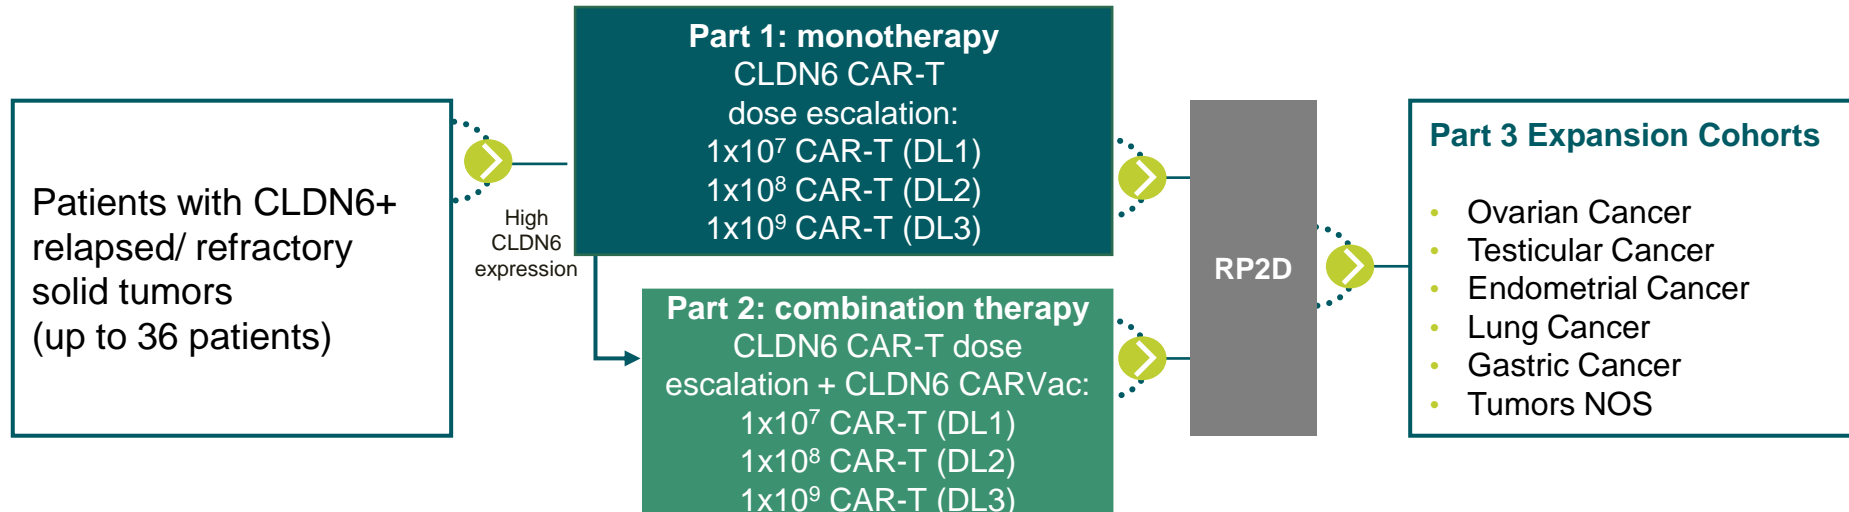 Patients with CLDN6+
relapsed/ refractory
solid tumors
(up to 36 patients)
High
CLDN6
expression
Part 1: monotherapy
CLDN6 CAR-T
dose escalation:
1x10⁷ CAR-T (DL1)
1x10⁸ CAR-T (DL2)
1x10⁹ CAR-T (DL3)
Part 2: combination therapy
CLDN6 CAR-T dose
escalation + CLDN6 CARVac:
1x10⁷ CAR-T (DL1)
1x10⁸ CAR-T (DL2)
1x10⁹ CAR-T (DL3)
RP2D
Part 3 Expansion Cohorts
• Ovarian Cancer
• Testicular Cancer
• Endometrial Cancer
• Lung Cancer
• Gastric Cancer
• Tumors NOS